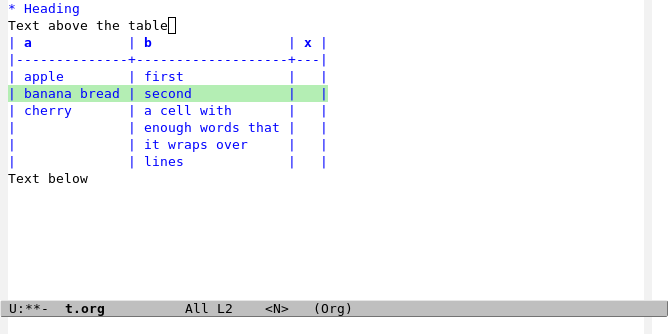 * Heading
Text above the table
| a            | b                 | x |
|--------------+-------------------+---|
| apple        | first             |   |
| banana bread | second            |   |
| cherry       | a cell with       |   |
|              | enough words that |   |
|              | it wraps over     |   |
|              | lines             |   |
Text below
U:**-  t.org          All L2    <N>   (Org)